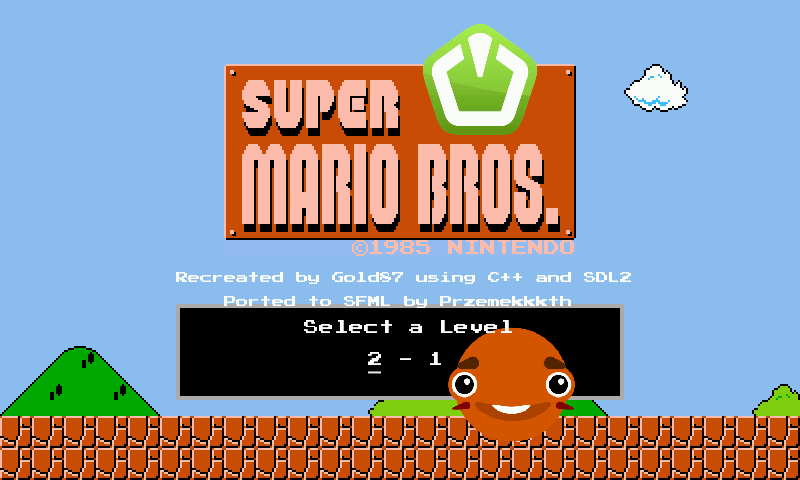 SUPER
MARIO BROS.
©1985 NINTENDO
Recreated by Gold87 using C++ and SDL2
Ported to SFML by Przemekkkth
Select a Level
2 - 1